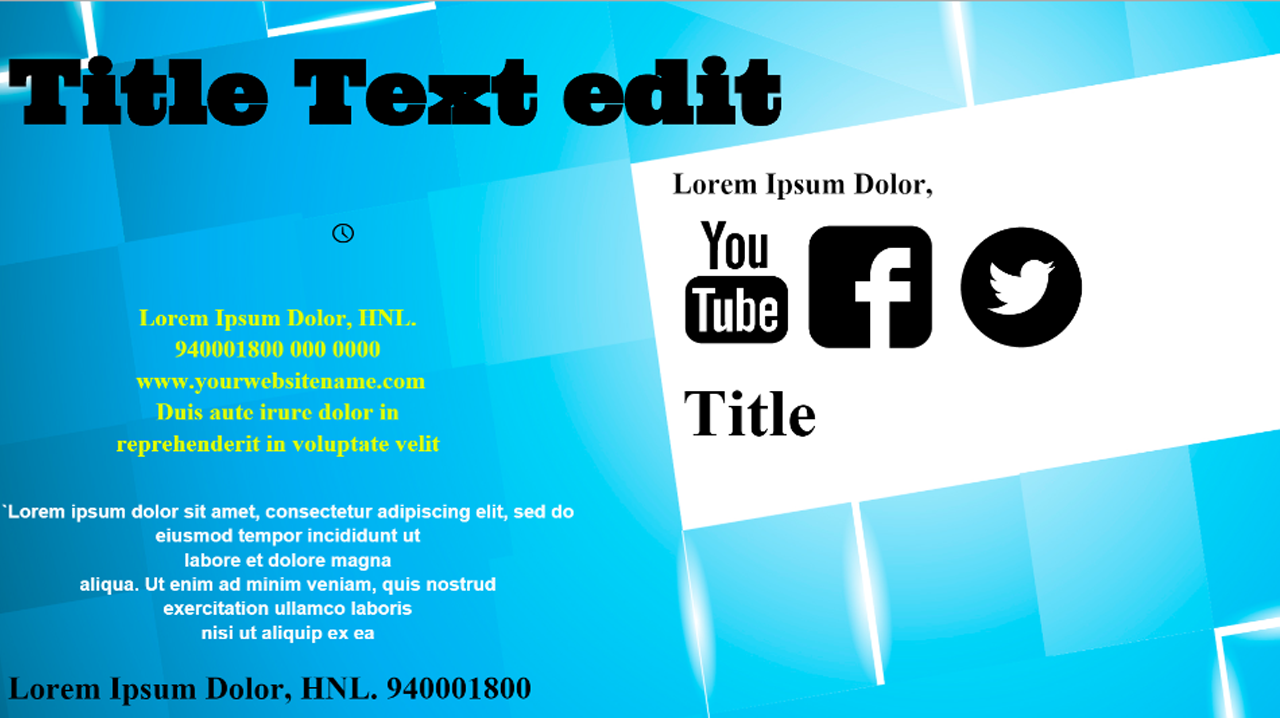 Title Text edit
Lorem Ipsum Dolor,
You
Tube
f
Title
Lorem Ipsum Dolor, HNL.
940001800 000 0000
www.yourwebsitename.com
Duis aute irure dolor in
reprehenderit in voluptate velit
`Lorem ipsum dolor sit amet, consectetur adipiscing elit, sed do
eiusmod tempor incididunt ut
labore et dolore magna
aliqua. Ut enim ad minim veniam, quis nostrud
exercitation ullamco laboris
nisi ut aliquip ex ea
Lorem Ipsum Dolor, HNL. 940001800